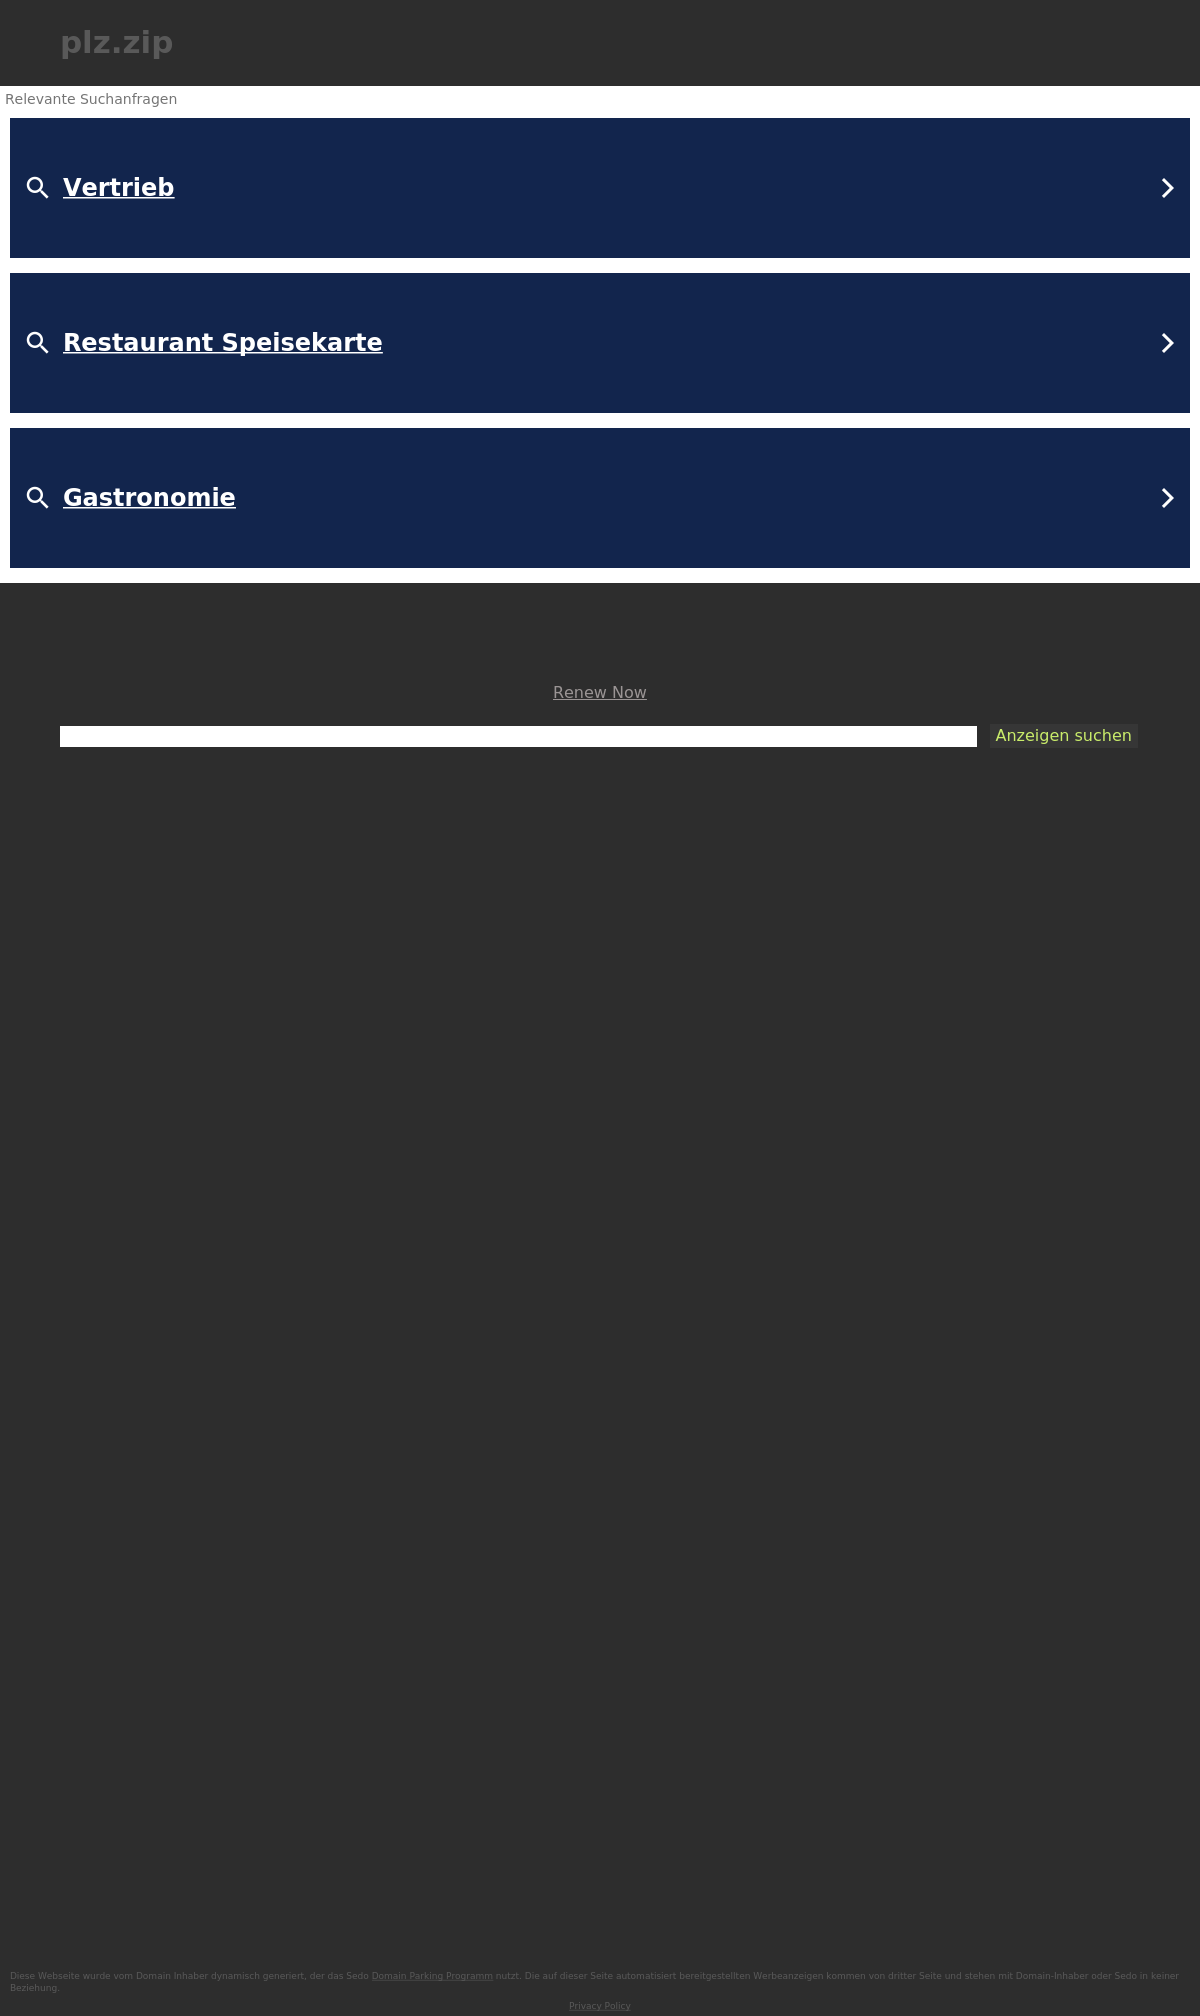 plz.zip
Relevante Suchanfragen
Vertrieb
Restaurant Speisekarte
Gastronomie
Renew Now
Anzeigen suchen
Diese Webseite wurde vom Domain Inhaber dynamisch generiert, der das Sedo Domain Parking Programm nutzt. Die auf dieser Seite automatisiert bereitgestellten Werbeanzeigen kommen von dritter Seite und stehen mit Domain-Inhaber oder Sedo in keiner
Beziehung.
Privacy Policy